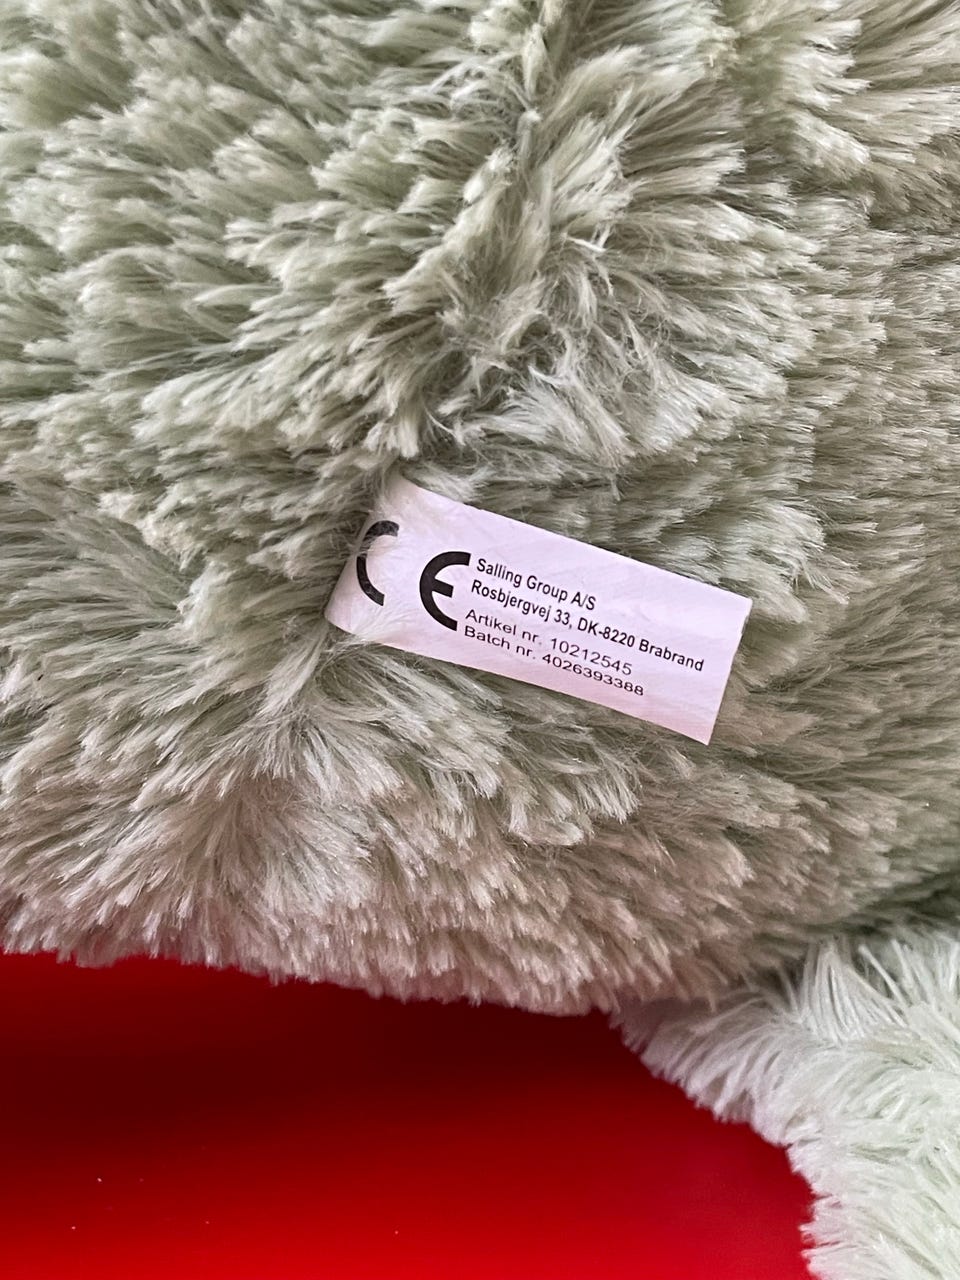 CE
Salling Group A/S
Rosbjergvej 33, DK-8220 Brabrand
Artikel nr. 10212545
Batch nr. 4026393388